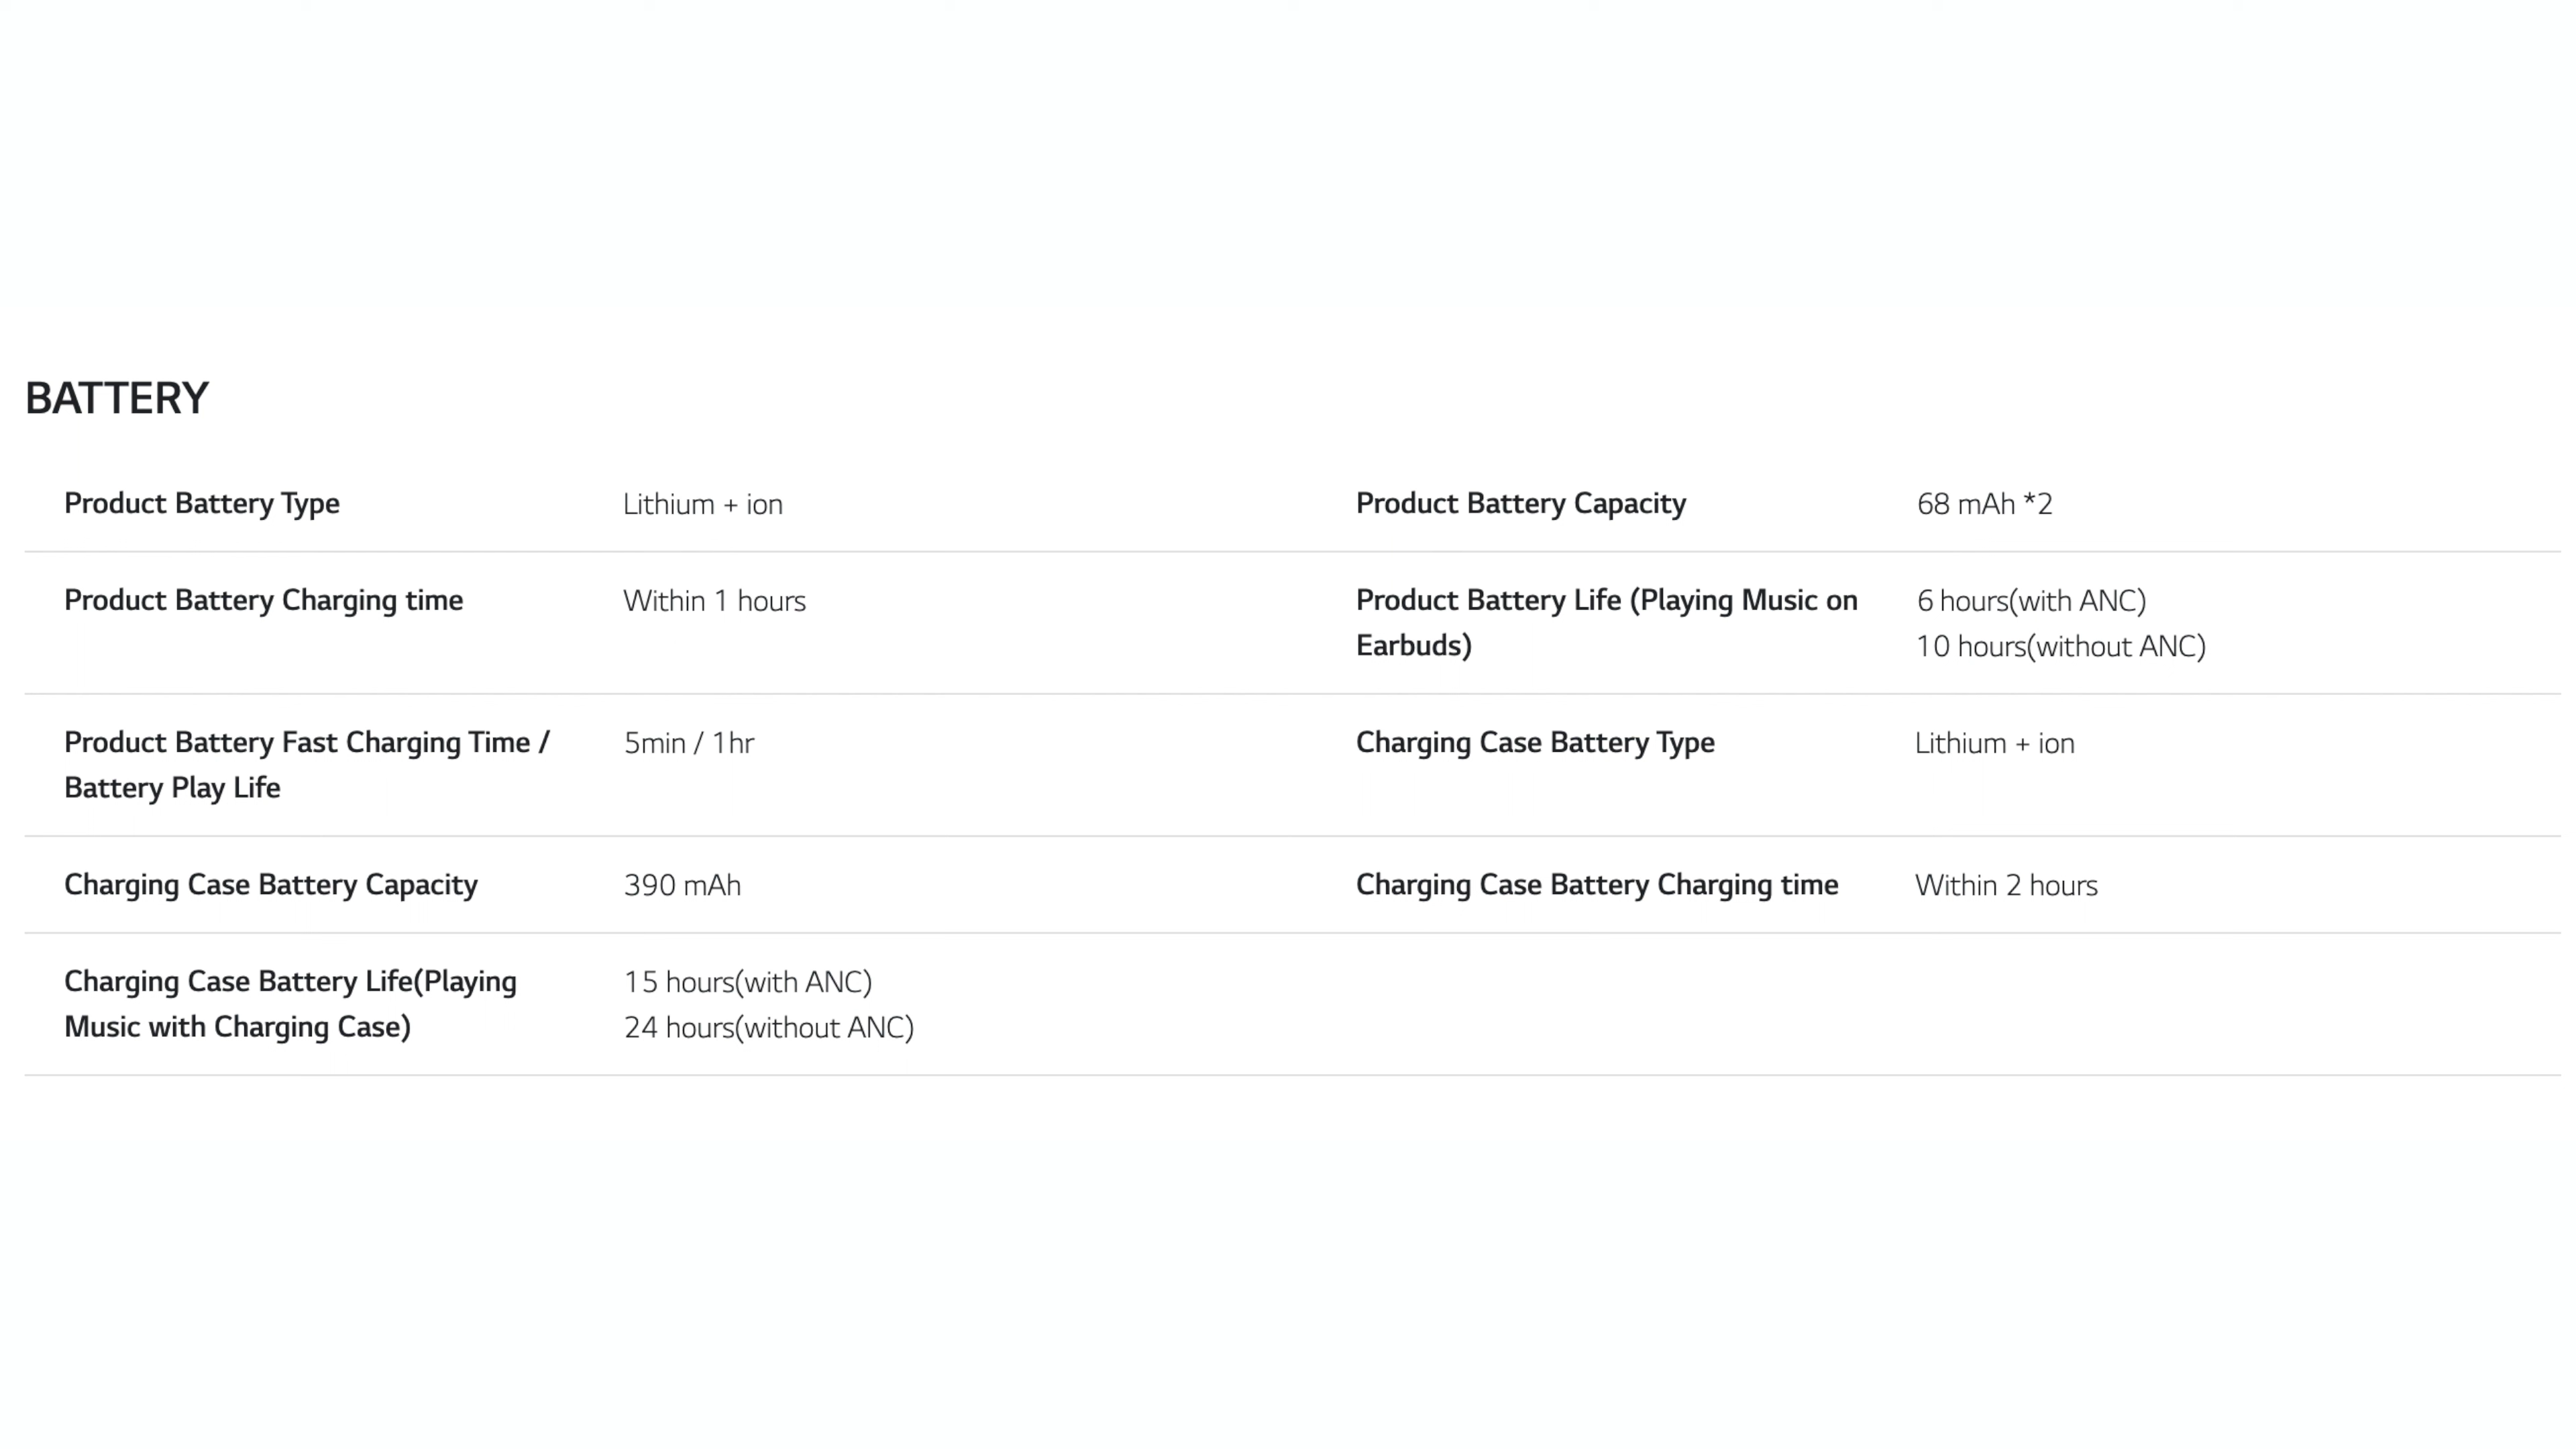 BATTERY
Product Battery Type
Lithium + ion
Product Battery Capacity
68 mAh *2
Product Battery Charging time
Within 1 hours
Product Battery Life (Playing Music on
Earbuds)
6 hours(with ANC)
10 hours(without ANC)
Product Battery Fast Charging Time /
Battery Play Life
5min / 1hr
Charging Case Battery Type
Lithium + ion
Charging Case Battery Capacity
390 mAh
Charging Case Battery Charging time
Within 2 hours
Charging Case Battery Life(Playing
Music with Charging Case)
15 hours(with ANC)
24 hours(without ANC)